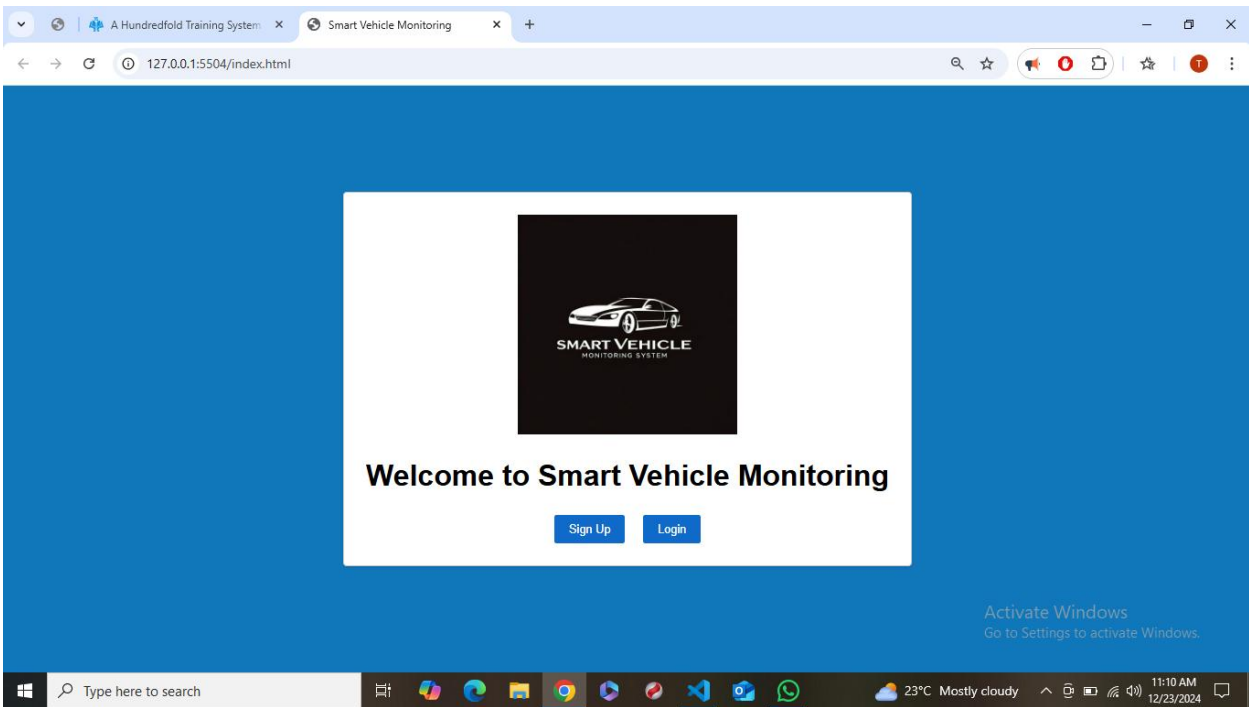 A Hundredfold Training System
Smart Vehicle Monitoring
127.0.0.1:5504/index.html
T
SMART VEHICLE
MONITORING SYSTEM
Welcome to Smart Vehicle Monitoring
Sign Up Login
Activate Windows
Go to Settings to activate Windows.
Type here to search
23°C Mostly cloudy
11:10 AM
12/23/2024